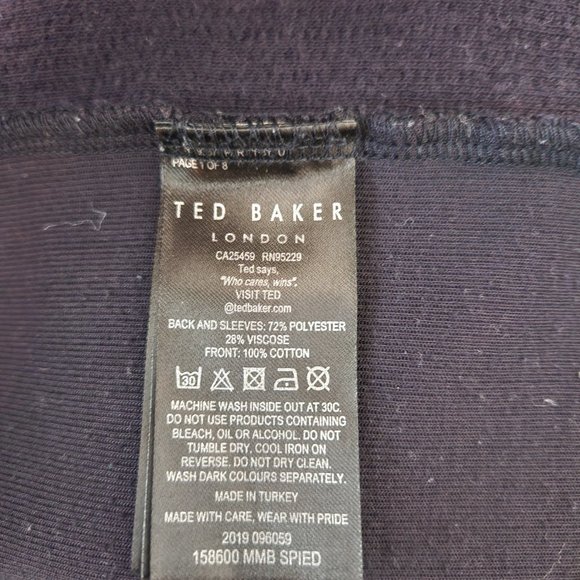 PAGE 1 OF 8
TED BAKER
LONDON
CA25459 RN95229
Ted says,
"Who cares, wins".
VISIT TED
@tedbaker.com
BACK AND SLEEVES: 72% POLYESTER
28% VISCOSE
FRONT: 100% COTTON
30
MACHINE WASH INSIDE OUT AT 30C.
DO NOT USE PRODUCTS CONTAINING
BLEACH, OIL OR ALCOHOL. DO NOT
TUMBLE DRY. COOL IRON ON
REVERSE. DO NOT DRY CLEAN.
WASH DARK COLOURS SEPARATELY.
MADE IN TURKEY
MADE WITH CARE, WEAR WITH PRIDE
2019 096059
158600 MMB SPIED